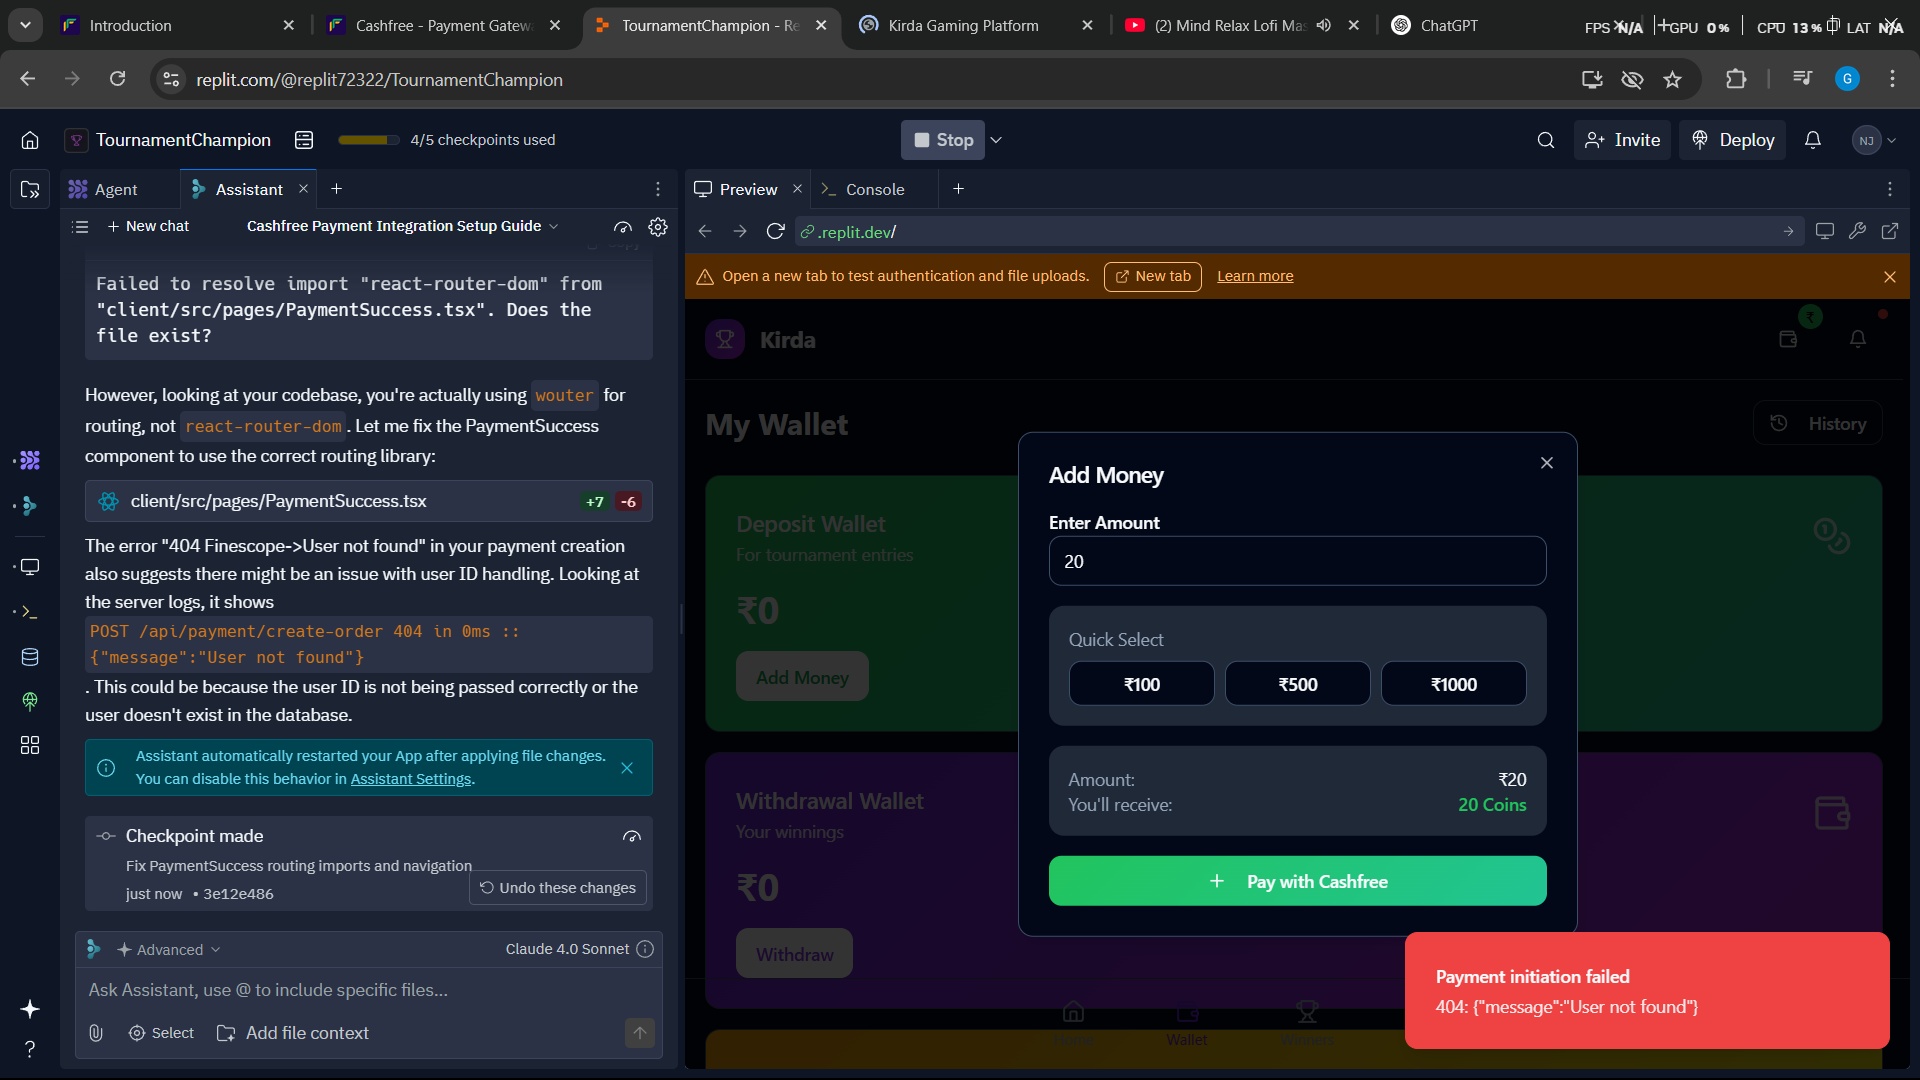 Introduction
Cashfree - Payment Gatew
TournamentChampion - Re
Kirda Gaming Platform
(2) Mind Relax Lofi Mas
ChatGPT
FPS N/A
GPU 0 %
CPU 13 %
LAT N/A
replit.com/@replit72322/TournamentChampion
G
TournamentChampion
4/5 checkpoints used
Stop
Invite
Deploy
NJ
Agent
Assistant
New chat
Cashfree Payment Integration Setup Guide
Failed to resolve import "react-router-dom" from
"client/src/pages/PaymentSuccess.tsx". Does the
file exist?
However, looking at your codebase, you're actually using wouter for
routing, not react-router-dom. Let me fix the PaymentSuccess
component to use the correct routing library:
client/src/pages/PaymentSuccess.tsx
+7 -6
The error "404 Finescope->User not found" in your payment creation
also suggests there might be an issue with user ID handling. Looking at
the server logs, it shows
POST /api/payment/create-order 404 in 0ms ::
{"message":"User not found"}
. This could be because the user ID is not being passed correctly or the
user doesn't exist in the database.
Assistant automatically restarted your App after applying file changes.
You can disable this behavior in Assistant Settings.
Checkpoint made
Fix PaymentSuccess routing imports and navigation
just now • 3e12e486
Undo these changes
Advanced
Claude 4.0 Sonnet
Ask Assistant, use @ to include specific files...
Select
Add file context
Preview
Console
.replit.dev/
Open a new tab to test authentication and file uploads.
New tab
Learn more
Kirda
₹
My Wallet
History
Deposit Wallet
For tournament entries
₹0
Add Money
Withdrawal Wallet
Your winnings
₹0
Withdraw
Add Money
Enter Amount
20
Quick Select
₹100
₹500
₹1000
Amount:
₹20
You'll receive:
20 Coins
+ Pay with Cashfree
Wallet
Payment initiation failed
404: {"message":"User not found"}